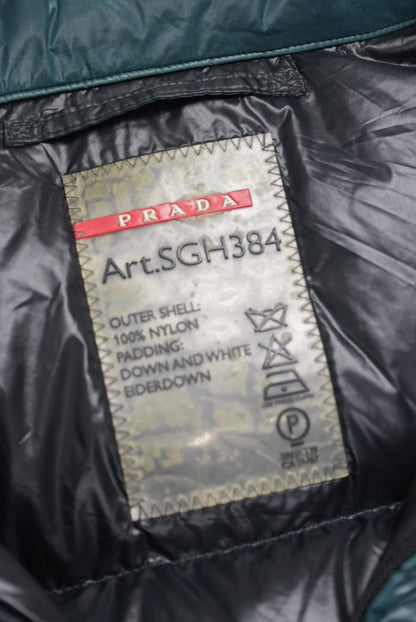 PRADA
Art.SGH384
OUTER SHELL:
100% NYLON
PADDING:
DOWN AND WHITE
EIDERDOWN
P